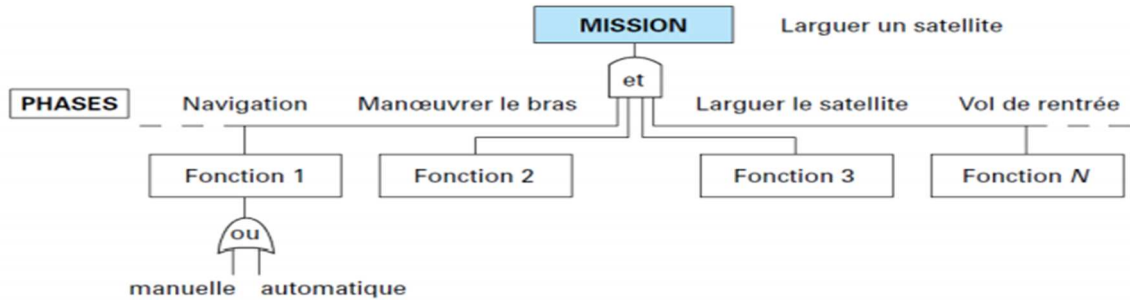 MISSION Larguer un satellite
et
PHASES Navigation Manœuvrer le bras Larguer le satellite Vol de rentrée
Fonction 1 Fonction 2 Fonction 3 Fonction N
ou
manuelle automatique